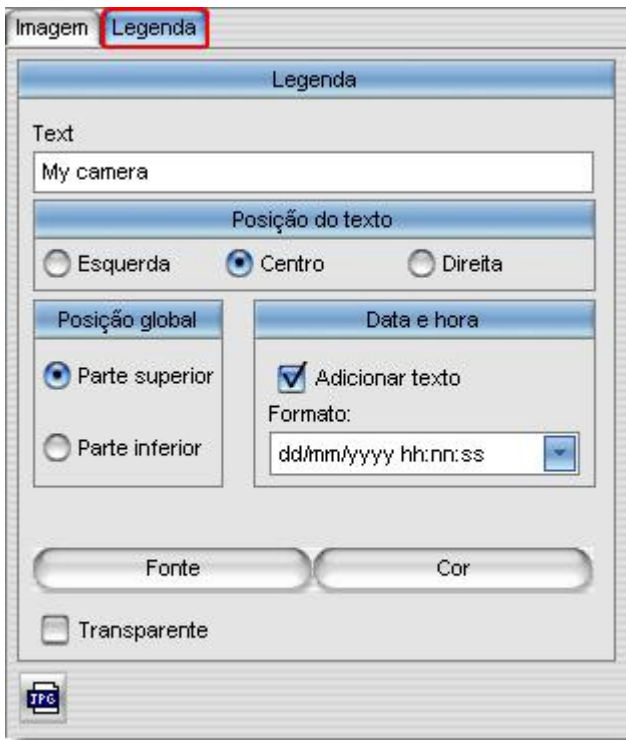 Imagem Legenda
Legenda
Text
My camera
Posição do texto
Esquerda Centro Direita
Posição global Data e hora
Parte superior Adicionar texto
Formato:
Parte inferior dd/mm/yyyy hh:nn:ss
Fonte Cor
Transparente
JPG